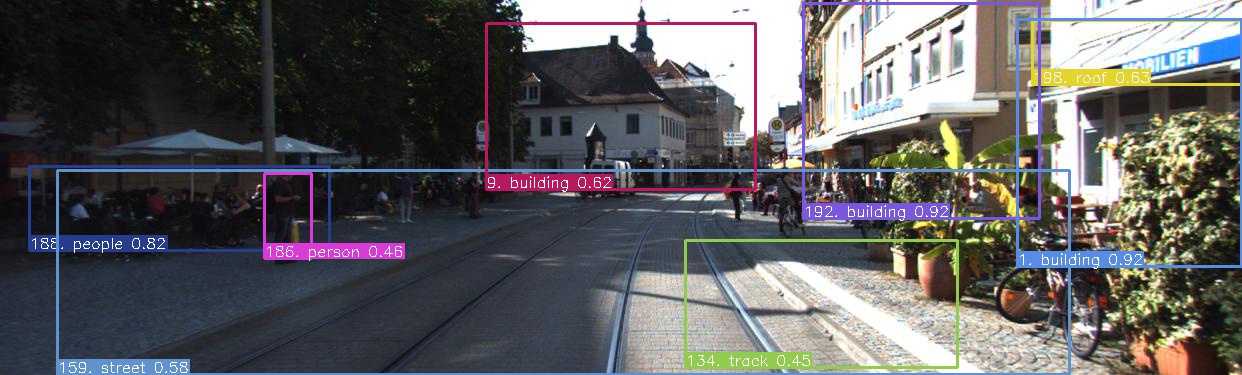 98. roof 0.63
MOBILIEN
9. building 0.62
192. building 0.92
188. people 0.82
186. person 0.46
1. building 0.92
134. track 0.45
159. street 0.58